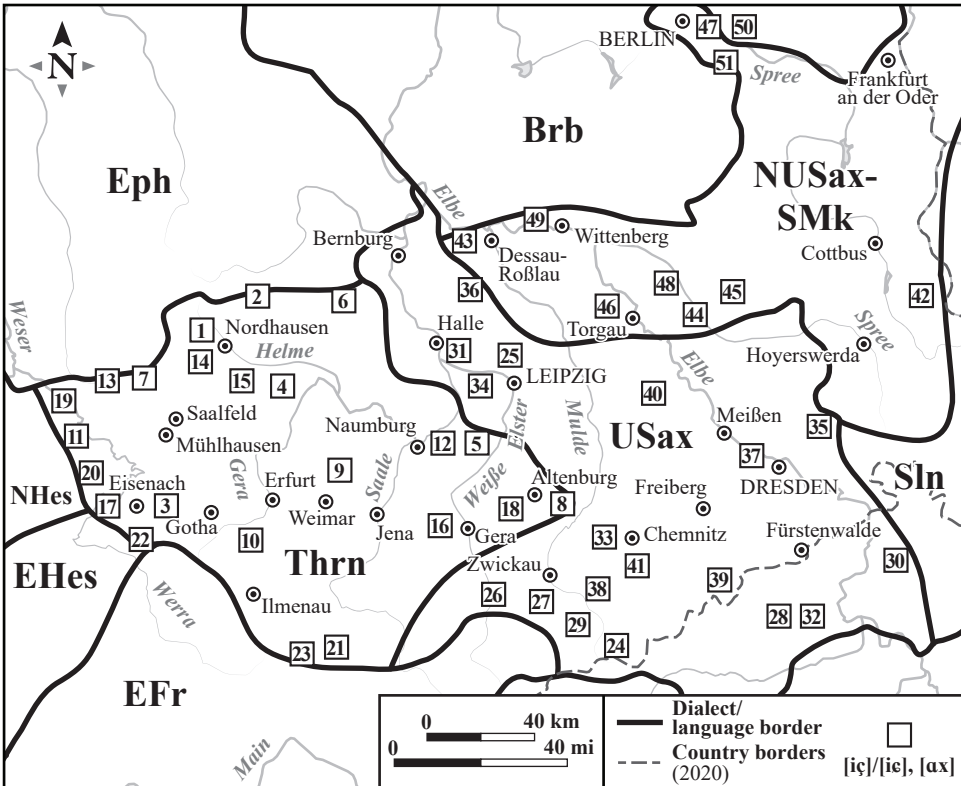 BERLIN
47
50
51
Spree
Frankfurt
an der Oder
N
Brb
Eph
NUSax-
SMk
Elbe
49
Wittenberg
43
Dessau-
Roßlau
Bernburg
Cottbus
2
6
36
48
45
42
46
44
Torgau
Weser
1
Nordhausen
Helme
Halle
31
25
Hoyerswerda
Spree
14
15
4
34
LEIPZIG
Elbe
13
7
40
19
Saalfeld
Mühlhausen
Meißen
35
11
Naumburg
12
5
Elster
Mulde
USax
37
20
Gera
9
Saale
Weiße
DRESDEN
Sln
NHes
Eisenach
Erfurt
Altenburg
Freiberg
17
3
Gotha
Weimar
Jena
16
18
8
Gera
22
10
33
Chemnitz
Fürstenwalde
EHes
Thrn
Zwickau
41
39
30
Werra
Ilmenau
26
27
38
28
32
29
23
21
24
EFr
Main
0
40 km
0
40 mi
Dialect/
language border
Country borders
(2020)
[iç]/[iɕ], [ɑx]